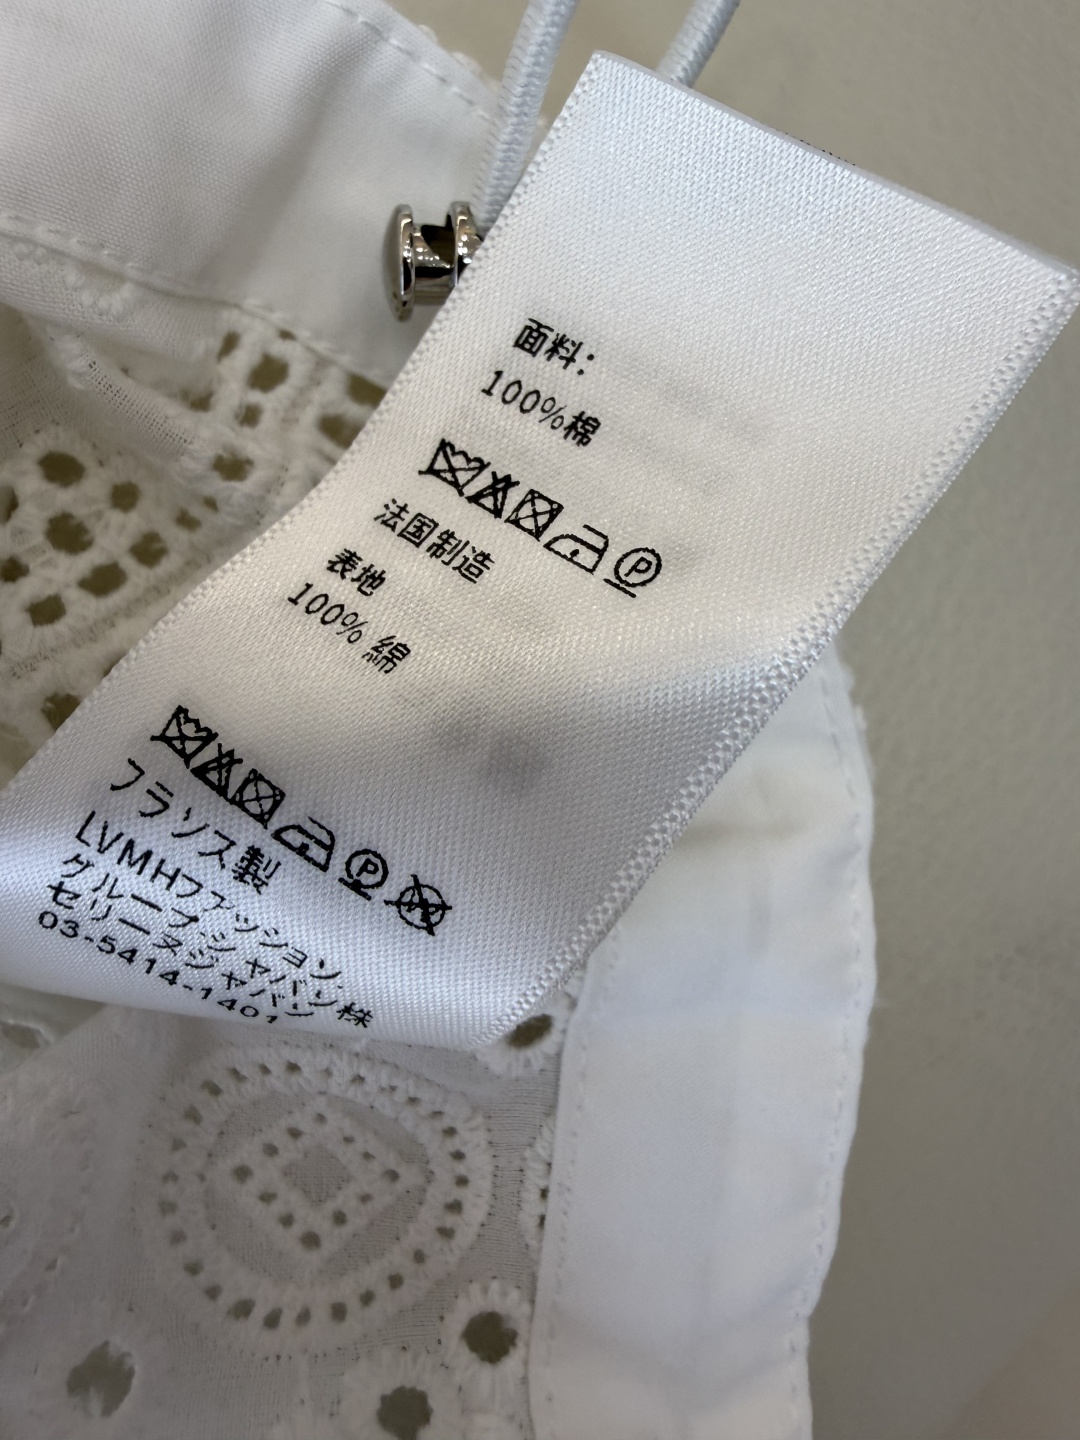 面料:
100%棉
P
法国制造
表地
100% 綿
P
フランス製
LVMHファッション.
グループ.ジャパン.
セリーヌジャパン株
03-5414-1401